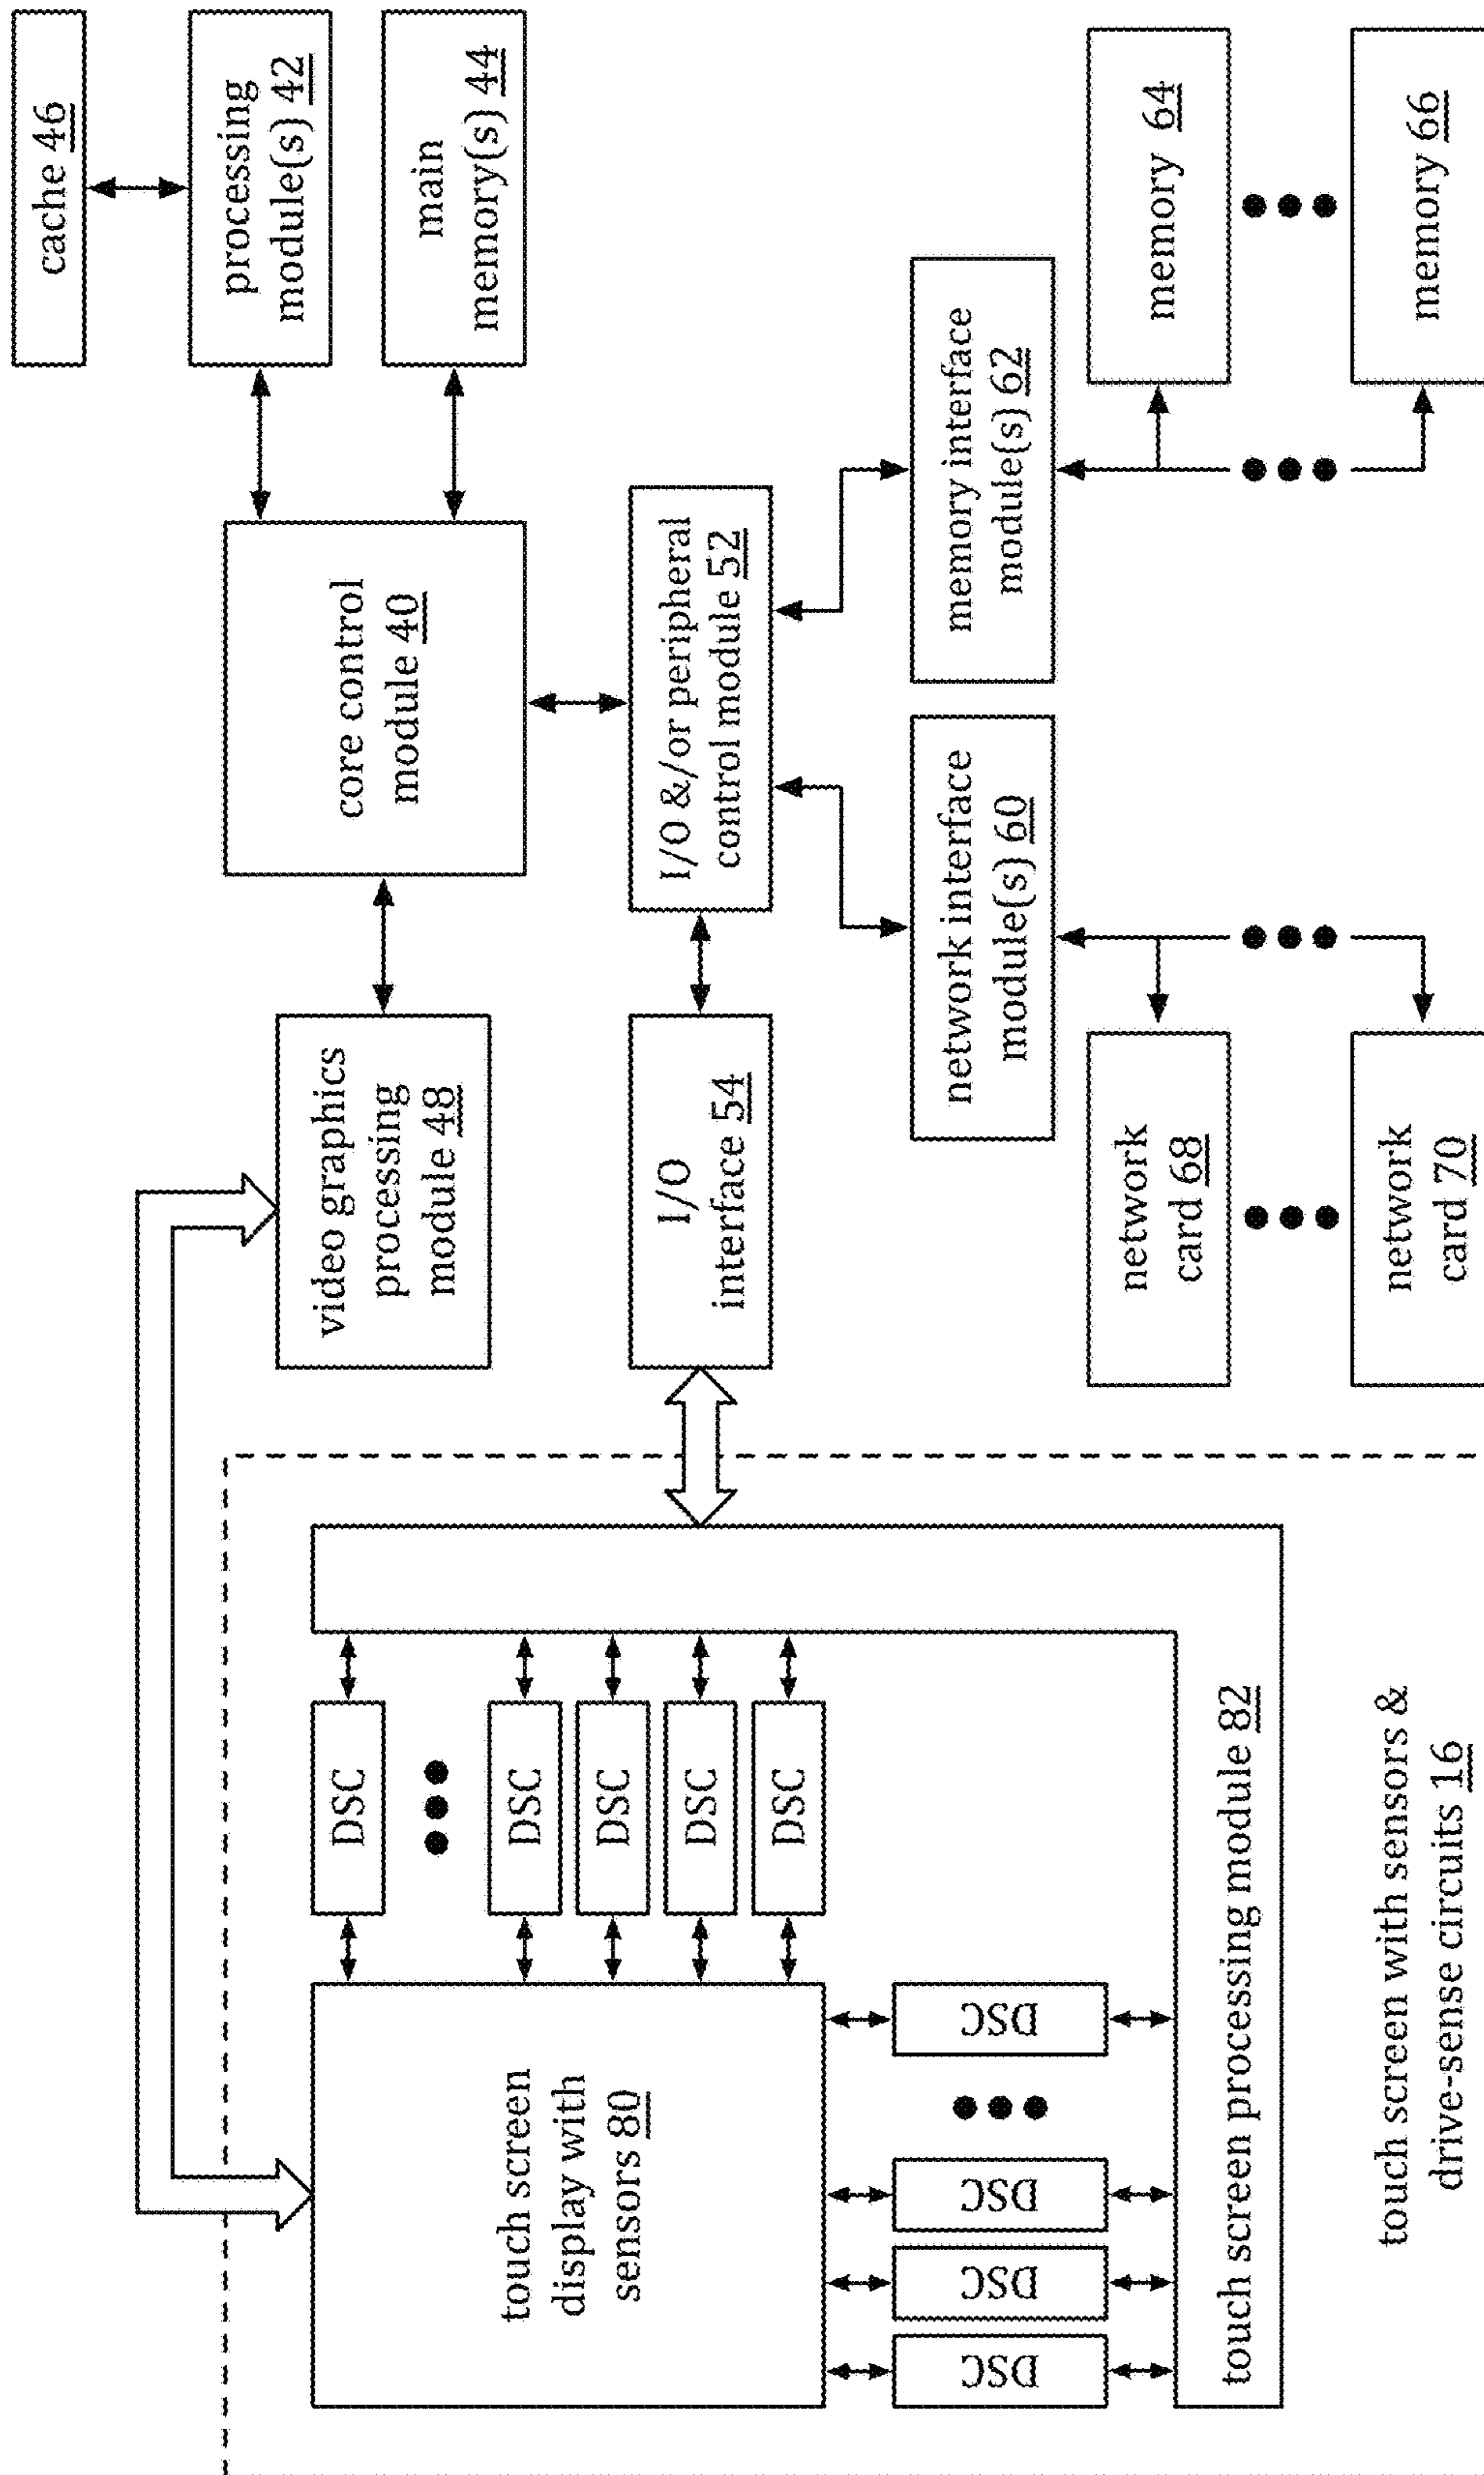 cache 46
processing
module(s) 42
main
memory(s) 44
core control
module 40
video graphics
processing
module 48
touch screen
display with
sensors 80
DSC
DSC
DSC
DSC
DSC
DSC
DSC
DSC
DSC
touch screen processing module 82
touch screen with sensors &
drive-sense circuits 16
I/O
interface 54
I/O &/or peripheral
control module 52
network interface
module(s) 60
memory interface
module(s) 62
network
card 68
network
card 70
memory 64
memory 66